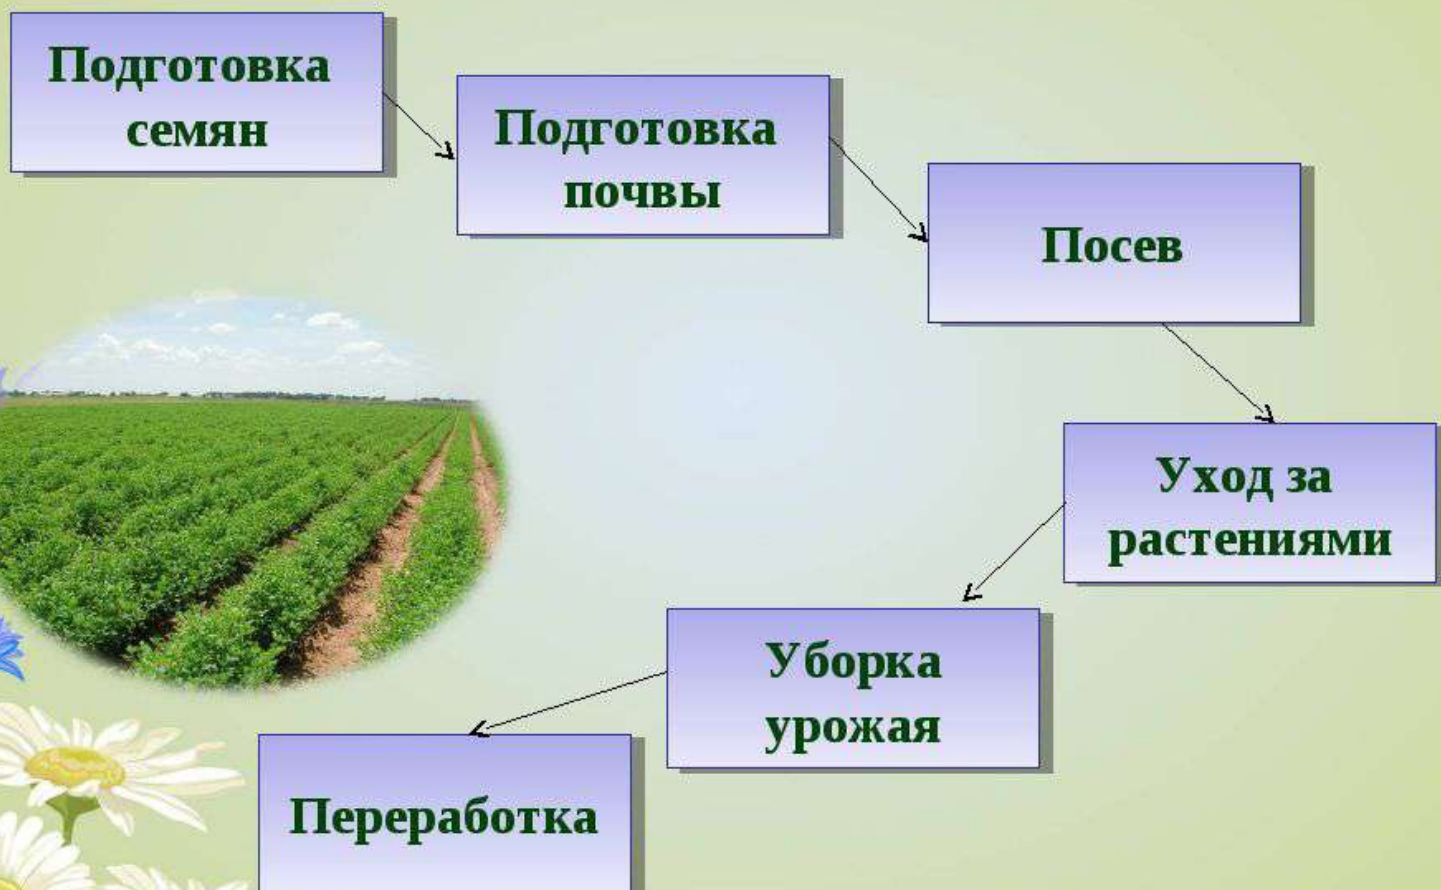 Подготовка
семян
Подготовка
почвы
Посев
Уход за
растениями
Уборка
урожая
Переработка